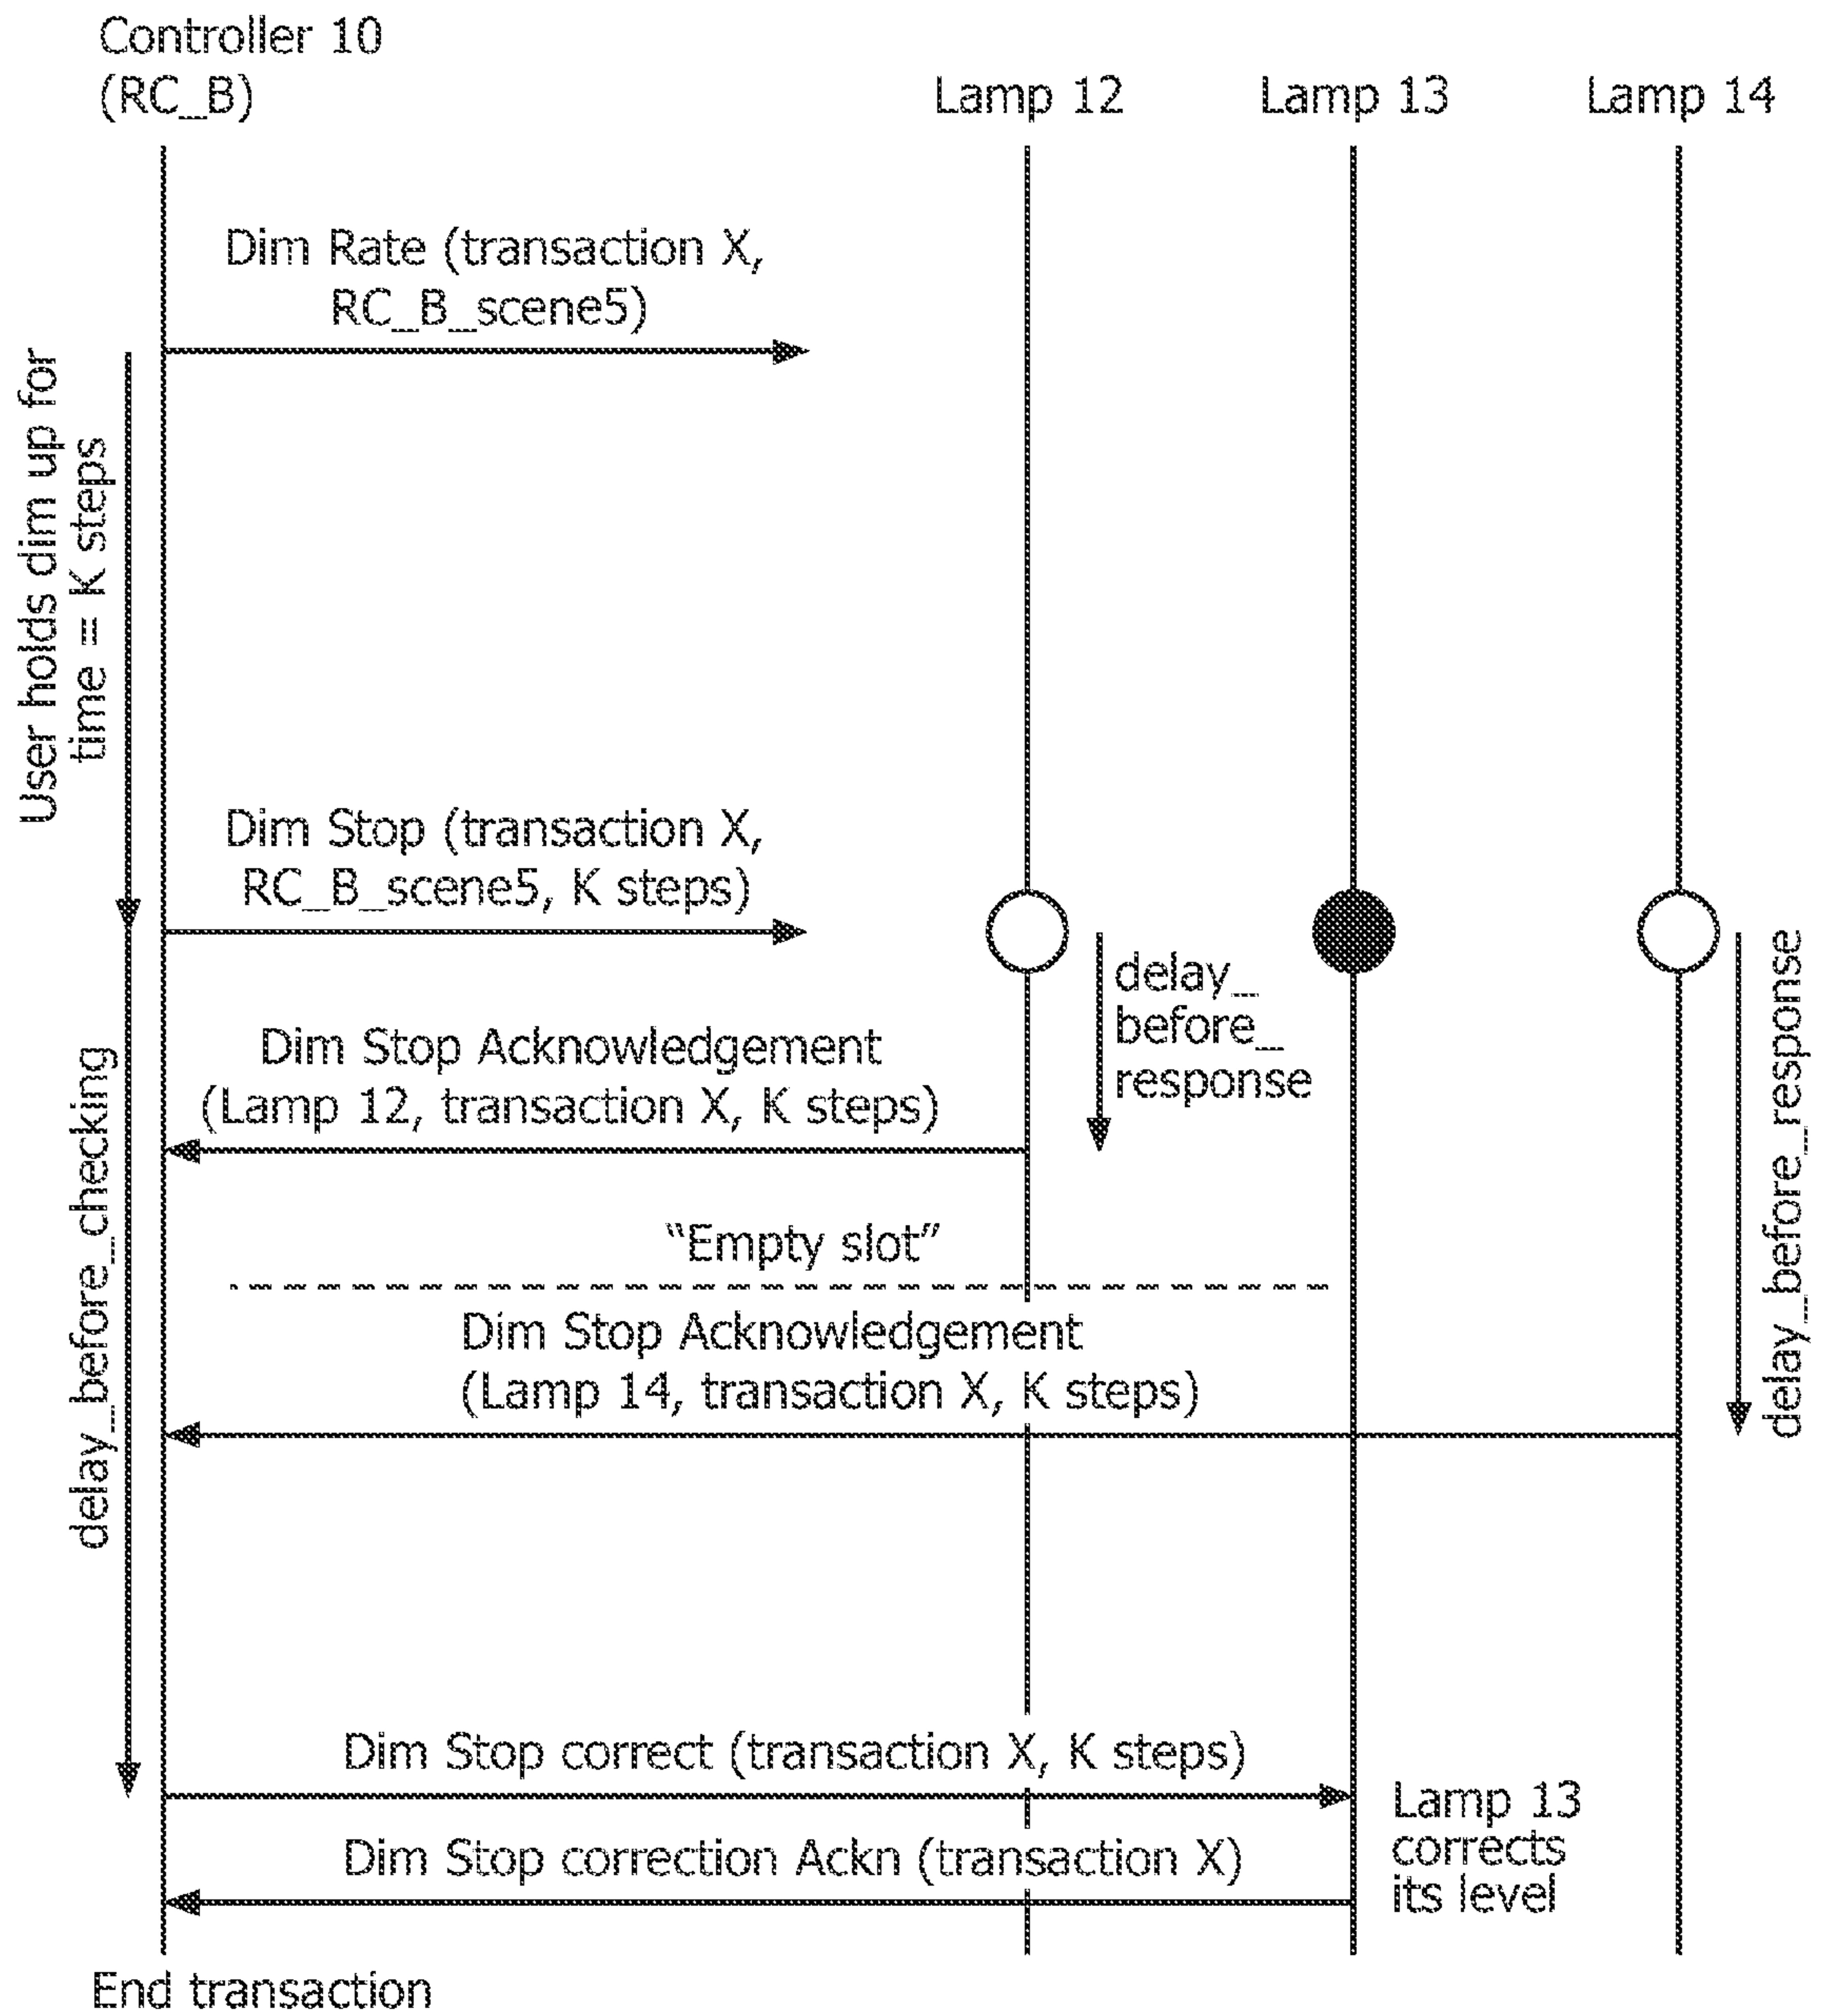 Controller 10
(RC_B)
Lamp 12
Lamp 13
Lamp 14
Dim Rate (transaction X,
RC_B_scene5)
User holds dim up for
time = K steps
Dim Stop (transaction X,
RC_B_scene5, K steps)
delay_
before_
response
delay_before_response
Dim Stop Acknowledgement
(Lamp 12, transaction X, K steps)
delay_before_checking
“Empty slot”
Dim Stop Acknowledgement
(Lamp 14, transaction X, K steps)
Dim Stop correct (transaction X, K steps)
Lamp 13
corrects
its level
Dim Stop correction Ackn (transaction X)
End transaction